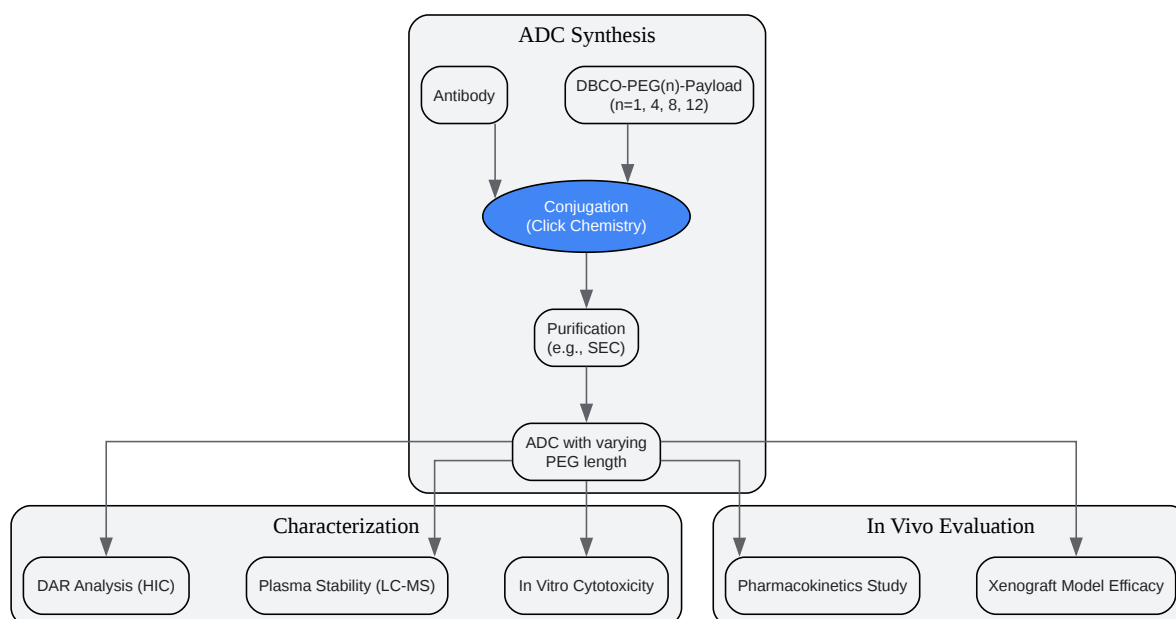 ADC Synthesis
Antibody
DBCO-PEG(n)-Payload
(n=1, 4, 8, 12)
Conjugation
(Click Chemistry)
Purification
(e.g., SEC)
ADC with varying
PEG length
Characterization
In Vivo Evaluation
DAR Analysis (HIC)
Plasma Stability (LC-MS)
In Vitro Cytotoxicity
Pharmacokinetics Study
Xenograft Model Efficacy